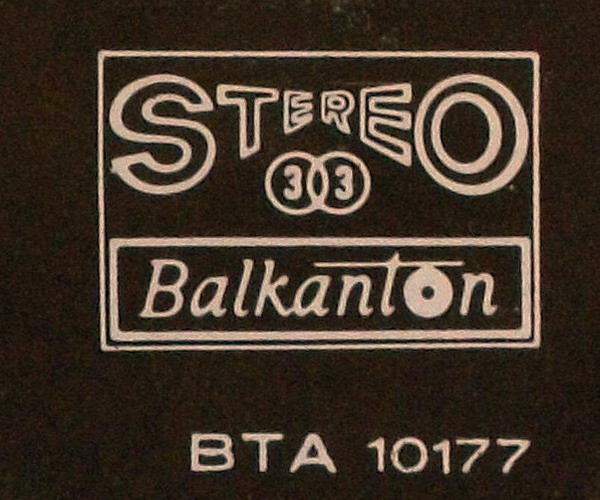 STEREO
33
Balkanton
BTA 10177